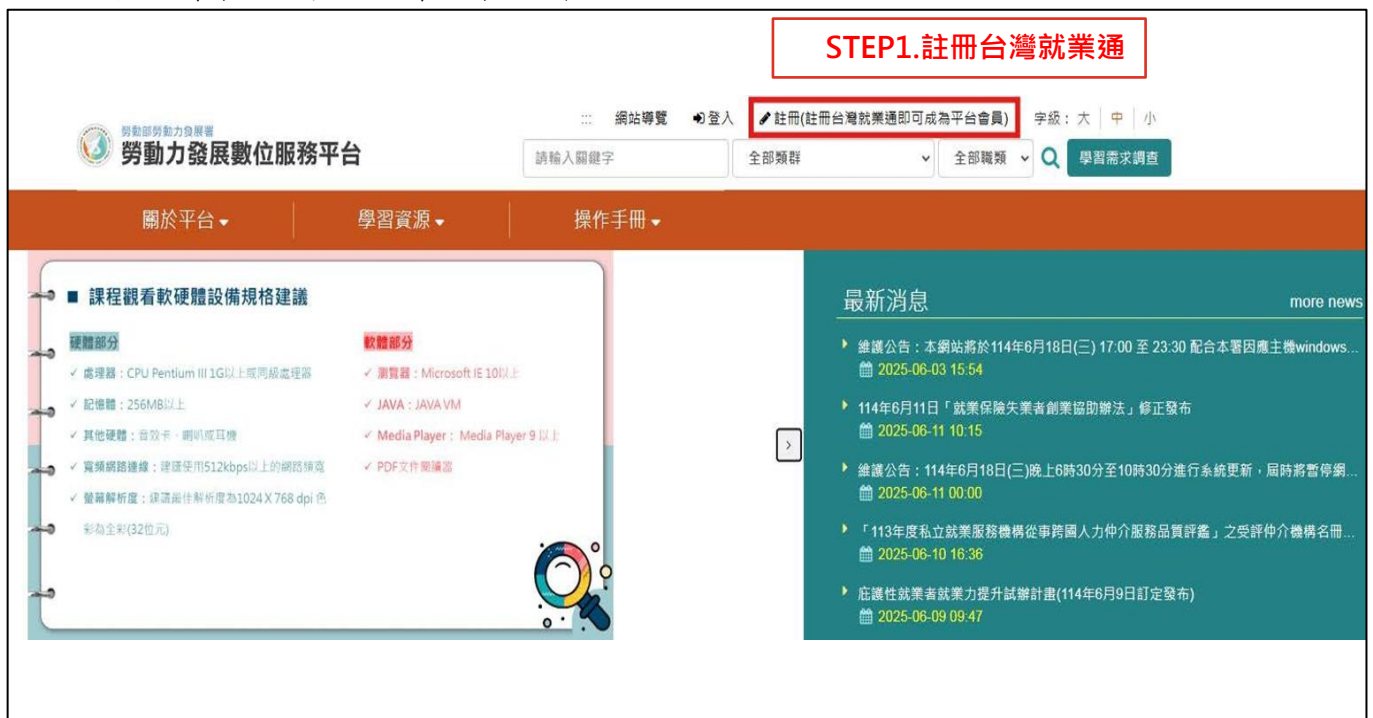 STEP1.註冊台灣就業通
::: 網站導覽 登入 註冊(註冊台灣就業通即可成為平台會員) 字級：大 中 小
勞動部勞動力發展署
勞動力發展數位服務平台
請輸入關鍵字 全部類群 全部職類 學習需求調查
關於平台 學習資源 操作手冊
■ 課程觀看軟硬體設備規格建議
硬體部分
✓ 處理器：CPU Pentium III 1G以上或同級處理器
✓ 記憶體：256MB以上
✓ 其他硬體：音效卡、喇叭或耳機
✓ 寬頻網路連線：建議使用512kbps以上的網路頻寬
✓ 螢幕解析度：建議最佳解析度為1024 X 768 dpi 色
彩為全彩(32位元)
軟體部分
✓ 瀏覽器：Microsoft IE 10以上
✓ JAVA：JAVA VM
✓ Media Player： Media Player 9 以上
✓ PDF文件閱讀器
>
最新消息 more news
維護公告：本網站將於114年6月18日(三) 17:00 至 23:30 配合本署因應主機windows...
2025-06-03 15:54
114年6月11日「就業保險失業者創業協助辦法」修正發布
2025-06-11 10:15
維護公告：114年6月18日(三)晚上6時30分至10時30分進行系統更新，屆時將暫停網...
2025-06-11 00:00
「113年度私立就業服務機構從事跨國人力仲介服務品質評鑑」之受評仲介機構名冊...
2025-06-10 16:36
庇護性就業者就業力提升試辦計畫(114年6月9日訂定發布)
2025-06-09 09:47